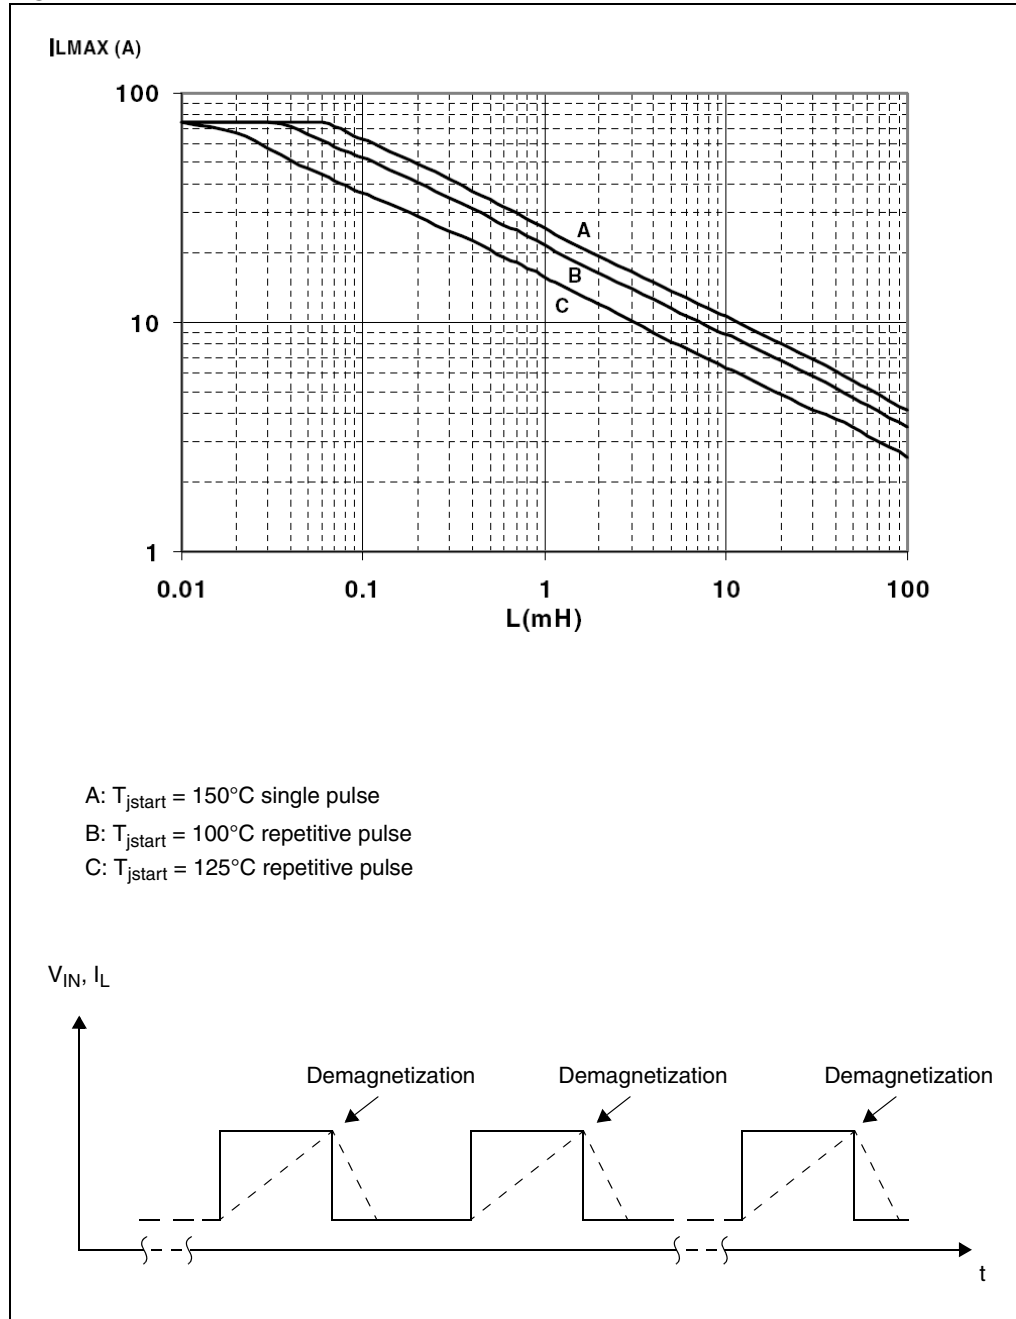 ILMAX (A)
100
10
1
A
B
C
0.01 0.1 1 10 100
L(mH)
A: Tjstart = 150°C single pulse
B: Tjstart = 100°C repetitive pulse
C: Tjstart = 125°C repetitive pulse
VIN, IL
Demagnetization Demagnetization Demagnetization
t